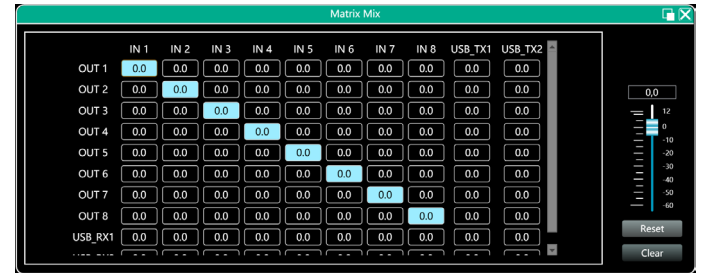 Matrix Mix
IN 1 IN 2 IN 3 IN 4 IN 5 IN 6 IN 7 IN 8 USB_TX1 USB_TX2
OUT 1 0.0 0.0 0.0 0.0 0.0 0.0 0.0 0.0 0.0 0.0
OUT 2 0.0 0.0 0.0 0.0 0.0 0.0 0.0 0.0 0.0 0.0
OUT 3 0.0 0.0 0.0 0.0 0.0 0.0 0.0 0.0 0.0 0.0
OUT 4 0.0 0.0 0.0 0.0 0.0 0.0 0.0 0.0 0.0 0.0
OUT 5 0.0 0.0 0.0 0.0 0.0 0.0 0.0 0.0 0.0 0.0
OUT 6 0.0 0.0 0.0 0.0 0.0 0.0 0.0 0.0 0.0 0.0
OUT 7 0.0 0.0 0.0 0.0 0.0 0.0 0.0 0.0 0.0 0.0
OUT 8 0.0 0.0 0.0 0.0 0.0 0.0 0.0 0.0 0.0 0.0
USB_RX1 0.0 0.0 0.0 0.0 0.0 0.0 0.0 0.0 0.0 0.0
0,0
12
0
-10
-20
-30
-40
-50
-60
Reset
Clear